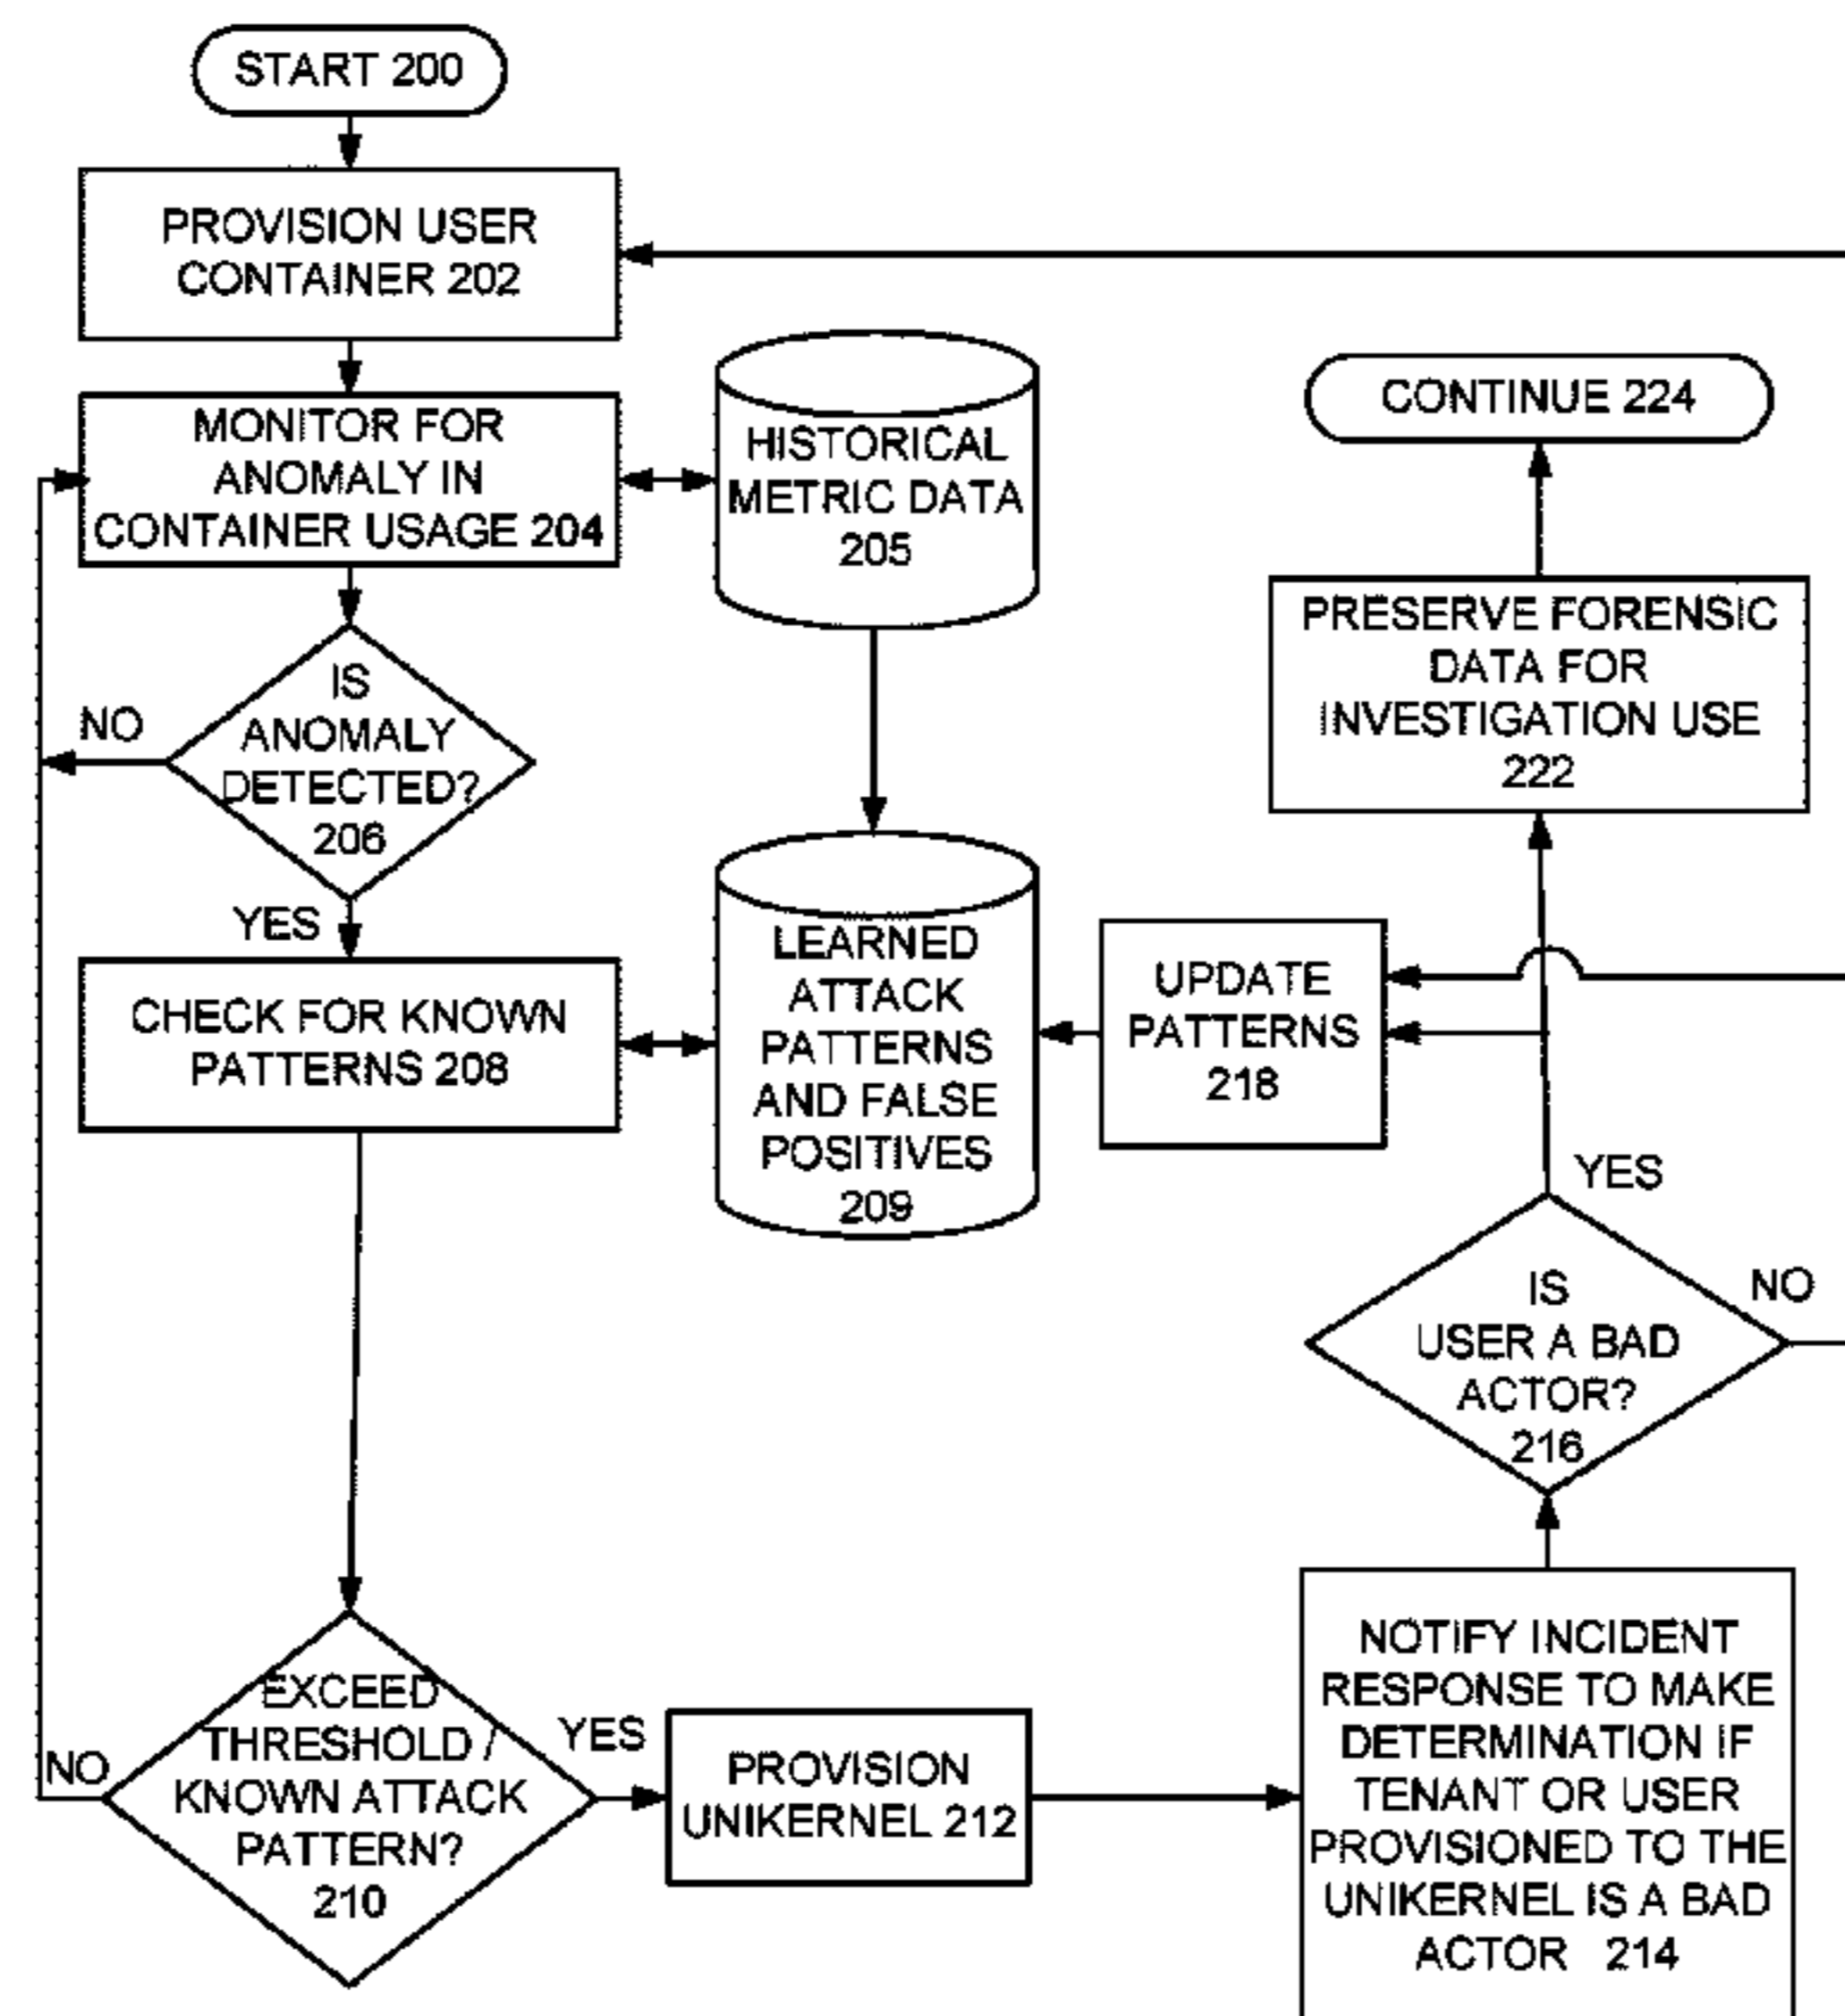 START 200
PROVISION USER
CONTAINER 202
MONITOR FOR
ANOMALY IN
CONTAINER USAGE 204
HISTORICAL
METRIC DATA
205
IS
ANOMALY
DETECTED?
206
NO
YES
CHECK FOR KNOWN
PATTERNS 208
LEARNED
ATTACK
PATTERNS
AND FALSE
POSITIVES
209
EXCEED
THRESHOLD /
KNOWN ATTACK
PATTERN?
210
NO
YES
PROVISION
UNIKERNEL 212
NOTIFY INCIDENT
RESPONSE TO MAKE
DETERMINATION IF
TENANT OR USER
PROVISIONED TO THE
UNIKERNEL IS A BAD
ACTOR 214
IS
USER A BAD
ACTOR?
216
YES
NO
UPDATE
PATTERNS
218
PRESERVE FORENSIC
DATA FOR
INVESTIGATION USE
222
CONTINUE 224